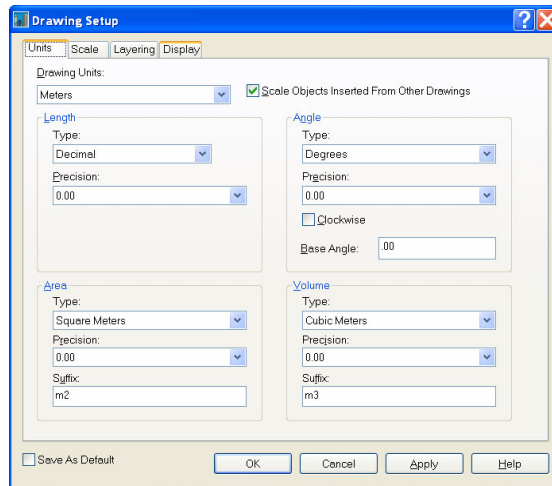 Drawing Setup
Units Scale Layering Display
Drawing Units:
Meters
Scale Objects Inserted From Other Drawings
Length
Type:
Decimal
Precision:
0.00
Angle
Type:
Degrees
Precision:
0.00
Clockwise
Base Angle: .00
Area
Type:
Square Meters
Precision:
0.00
Suffix:
m2
Volume
Type:
Cubic Meters
Precision:
0.00
Suffix:
m3
Save As Default
OK Cancel Apply Help